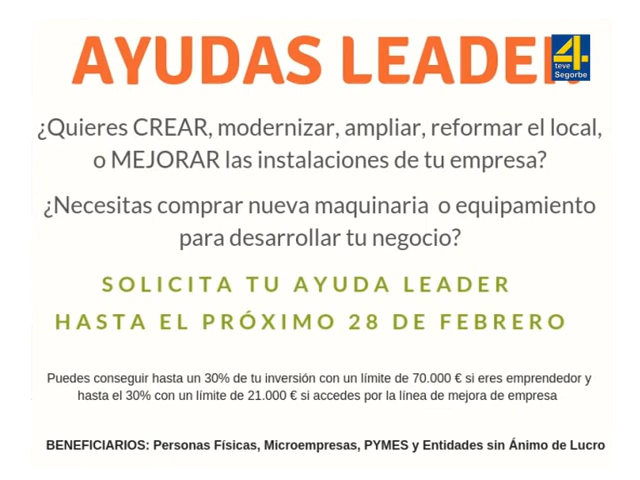 AYUDAS LEADER
4
teve
Segorbe
¿Quieres CREAR, modernizar, ampliar, reformar el local,
o MEJORAR las instalaciones de tu empresa?
¿Necesitas comprar nueva maquinaria o equipamiento
para desarrollar tu negocio?
SOLICITA TU AYUDA LEADER
HASTA EL PRÓXIMO 28 DE FEBRERO
Puedes conseguir hasta un 30% de tu inversión con un límite de 70.000 € si eres emprendedor y
hasta el 30% con un límite de 21.000 € si accedes por la línea de mejora de empresa
BENEFICIARIOS: Personas Físicas, Microempresas, PYMES y Entidades sin Ánimo de Lucro